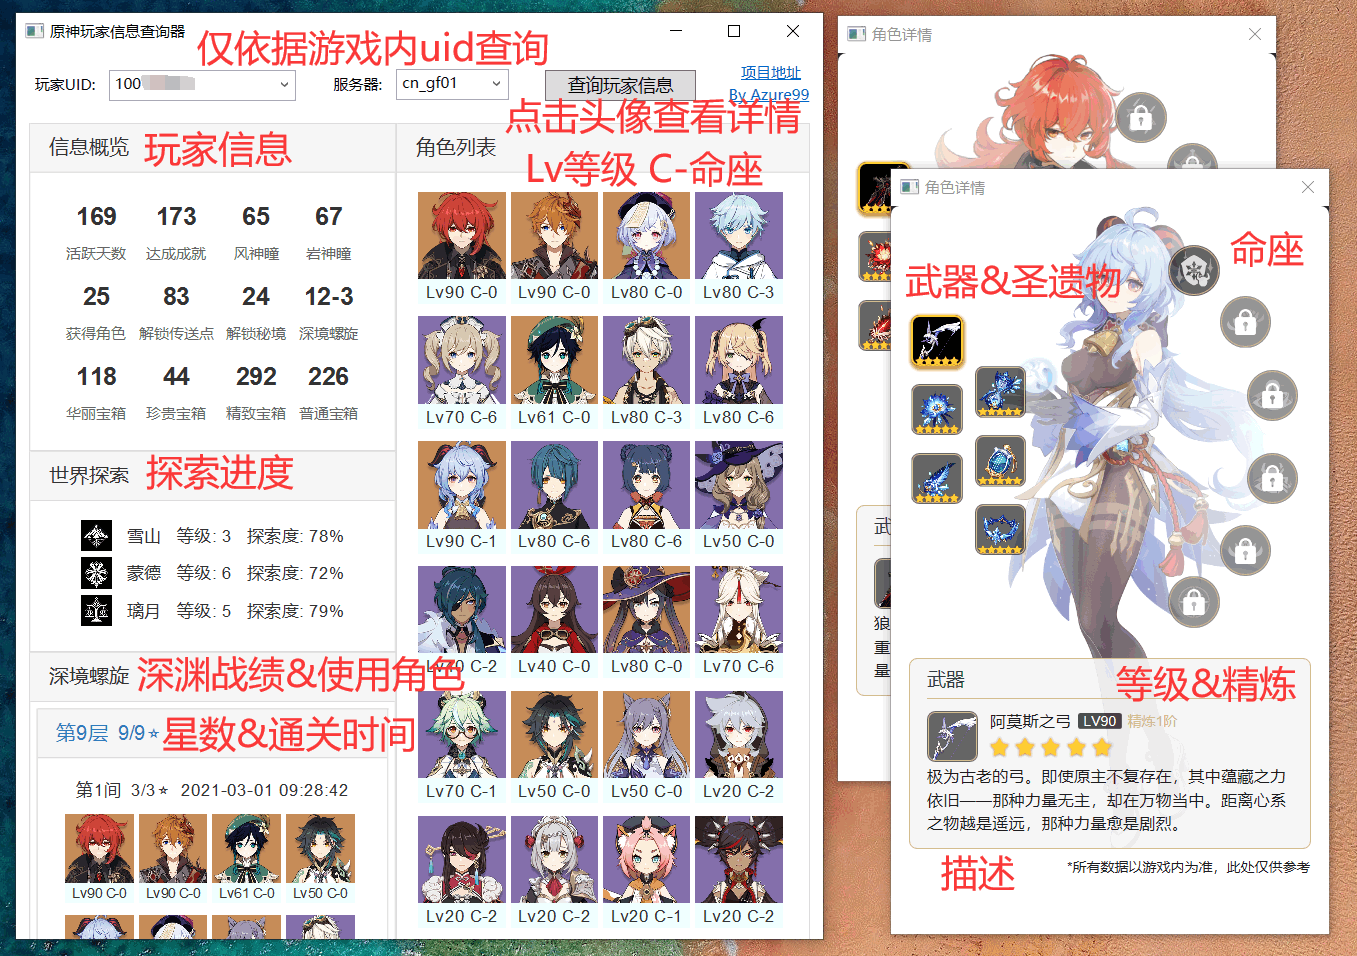 原神玩家信息查询器
仅依据游戏内uid查询
玩家UID:
100
服务器:
cn_gf01
查询玩家信息
项目地址
By Azure99
点击头像查看详情
Lv等级 C-命座
信息概览
玩家信息
169 173 65 67
活跃天数 达成成就 风神瞳 岩神瞳
25 83 24 12-3
获得角色 解锁传送点 解锁秘境 深境螺旋
118 44 292 226
华丽宝箱 珍贵宝箱 精致宝箱 普通宝箱
世界探索
探索进度
雪山 等级: 3 探索度: 78%
蒙德 等级: 6 探索度: 72%
璃月 等级: 5 探索度: 79%
深境螺旋
深渊战绩&使用角色
第9层 9/9★
星数&通关时间
第1间 3/3★ 2021-03-01 09:28:42
Lv90 C-0 Lv90 C-0 Lv61 C-0 Lv50 C-0
角色列表
Lv90 C-0 Lv90 C-0 Lv80 C-0 Lv80 C-3
Lv70 C-6 Lv61 C-0 Lv80 C-3 Lv80 C-6
Lv90 C-1 Lv80 C-6 Lv80 C-6 Lv50 C-0
Lv70 C-2 Lv40 C-0 Lv80 C-0 Lv70 C-6
Lv70 C-1 Lv50 C-0 Lv50 C-0 Lv20 C-2
Lv20 C-2 Lv20 C-2 Lv20 C-1 Lv20 C-2
角色详情
武
狼
重
量
角色详情
武器&圣遗物
命座
武器
等级&精炼
阿莫斯之弓 LV90 精炼1阶
极为古老的弓。即使原主不复存在，其中蕴藏之力
依旧——那种力量无主，却在万物当中。距离心系
之物越是遥远，那种力量愈是剧烈。
描述
*所有数据以游戏内为准，此处仅供参考